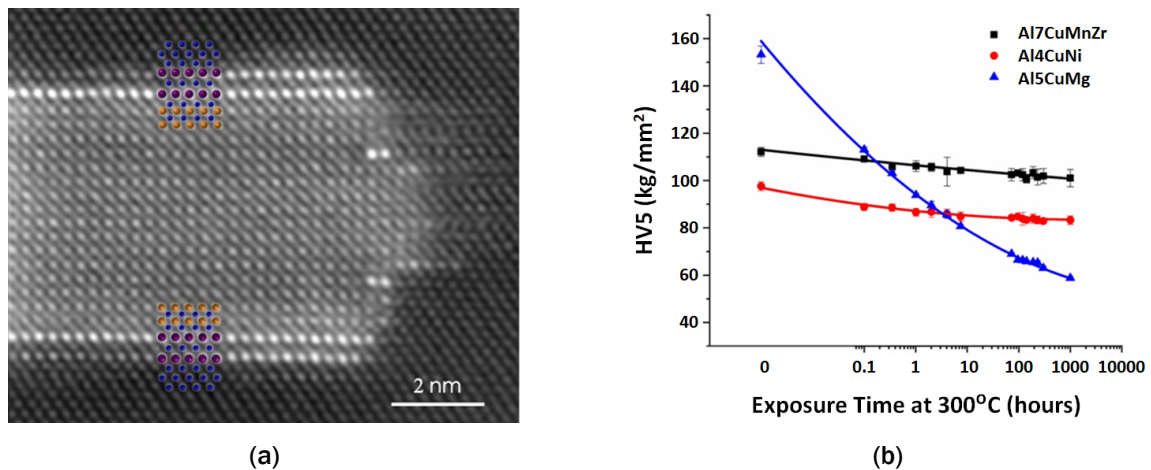 2 nm
(a)
Al7CuMnZr
Al4CuNi
Al5CuMg
HV5 (kg/mm²)
160
140
120
100
80
60
40
0
0.1
1
10
100
1000
10000
Exposure Time at 300°C (hours)
(b)